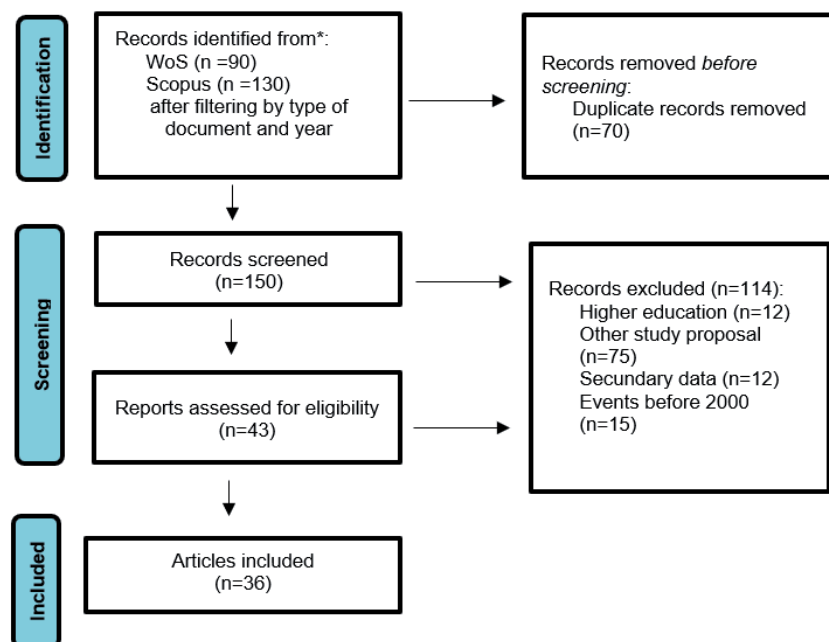 Identification
Records identified from*:
WoS (n =90)
Scopus (n =130)
after filtering by type of
document and year
Records removed before
screening:
Duplicate records removed
(n=70)
Screening
Records screened
(n=150)
Records excluded (n=114):
Higher education (n=12)
Other study proposal
(n=75)
Secundary data (n=12)
Events before 2000
(n=15)
Reports assessed for eligibility
(n=43)
Included
Articles included
(n=36)